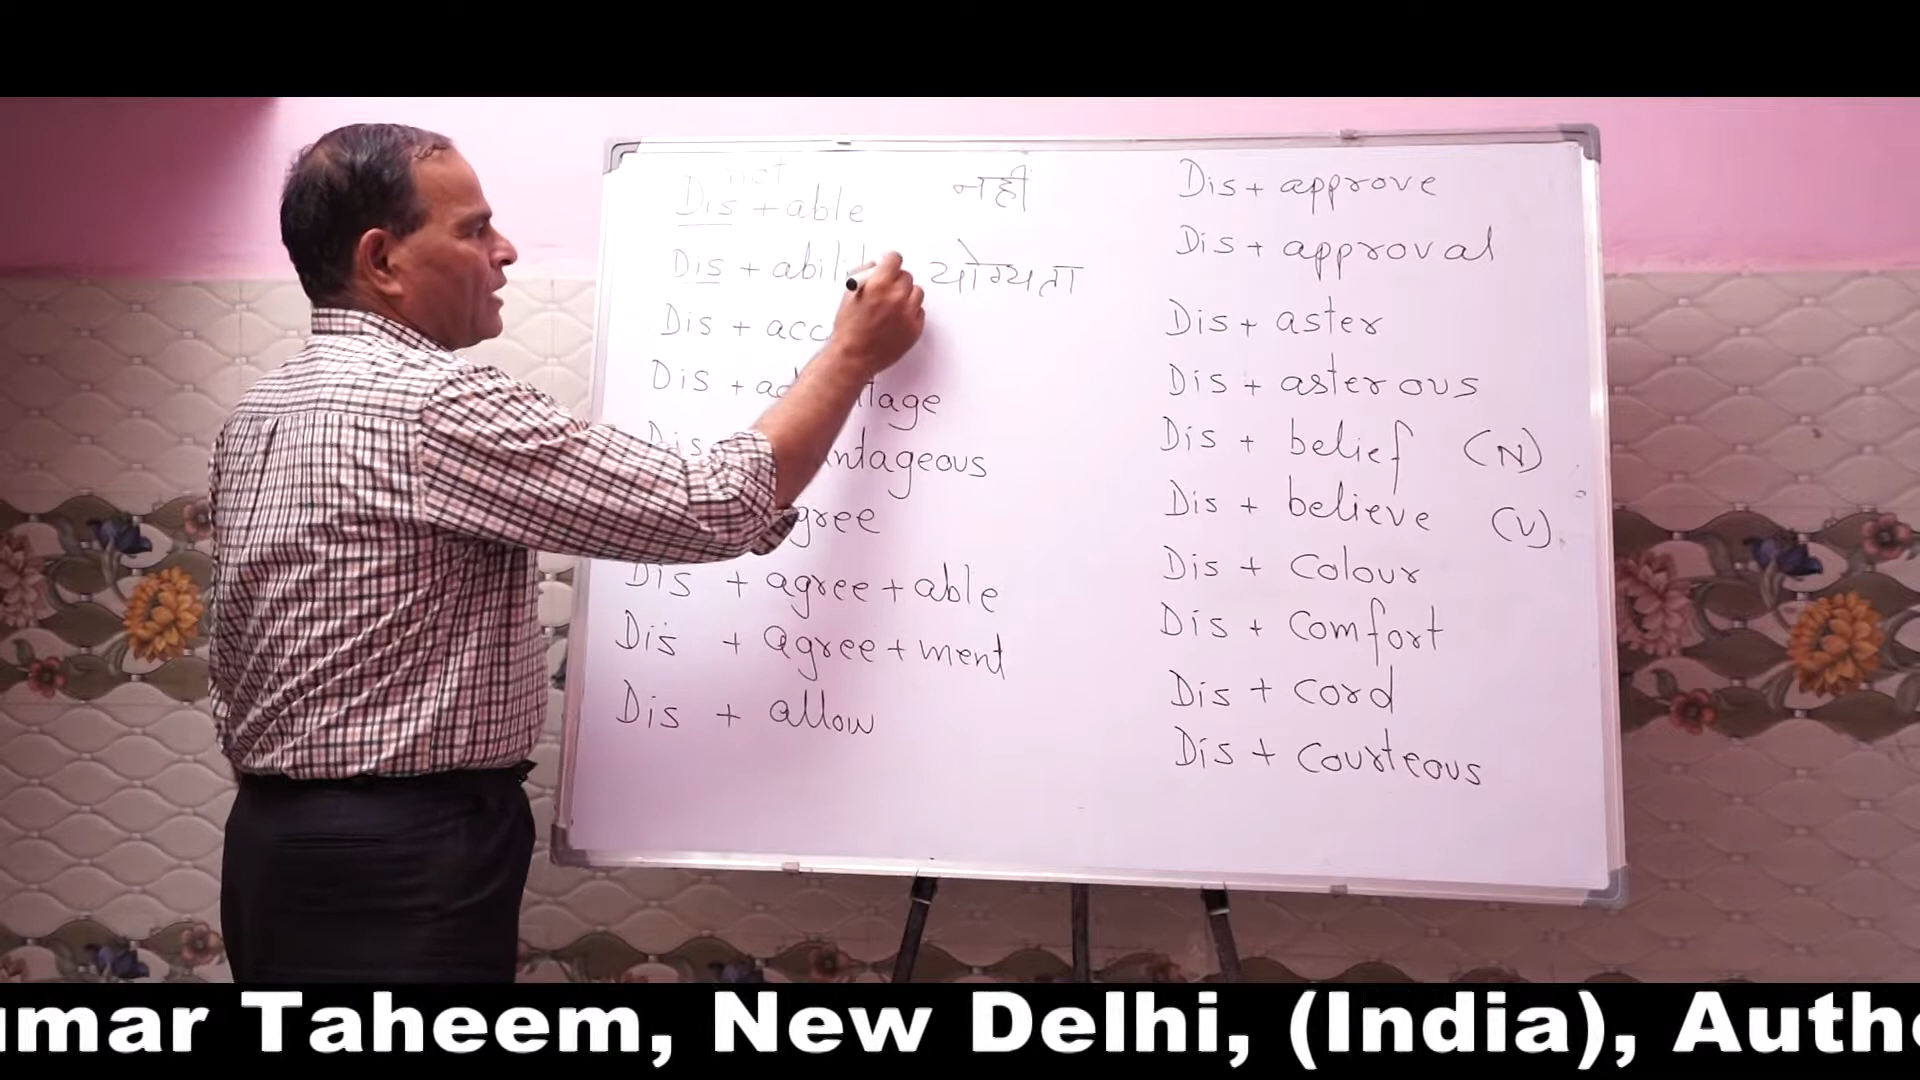 not
Dis + able नही
Dis + abilit योग्यता
Dis + acc
Dis + ad tage
Dis ntageous
gree
Dis + agree + able
Dis + agree + ment
Dis + allow
Dis + approve
Dis + approval
Dis + aster
Dis + asterous
Dis + belief (N)
Dis + believe (V)
Dis + colour
Dis + comfort
Dis + cord
Dis + courteous
umar Taheem, New Delhi, (India), Autho